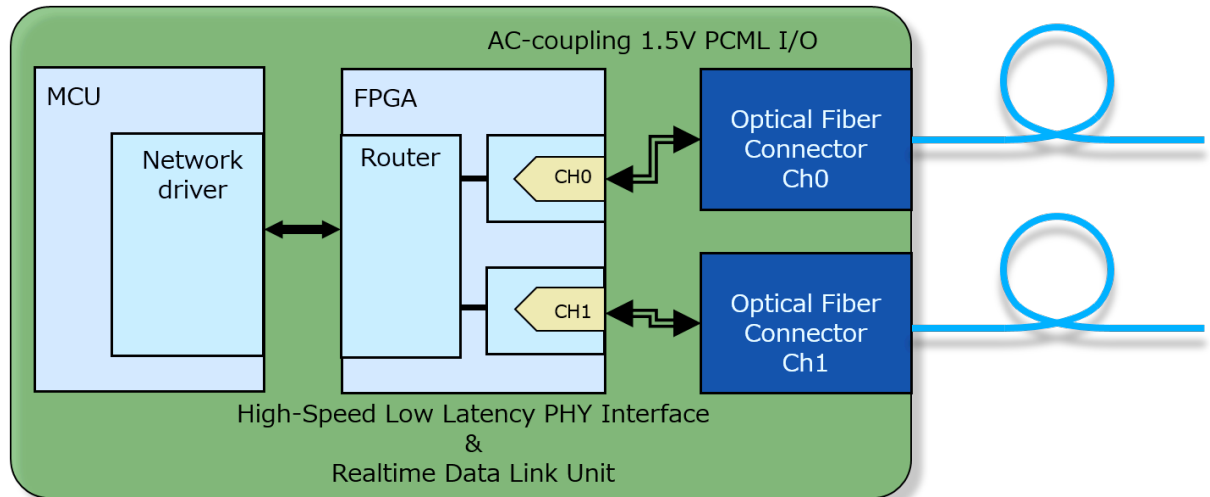 AC-coupling 1.5V PCML I/O
MCU
Network
driver
FPGA
Router
CH0
CH1
Optical Fiber
Connector
Ch0
Optical Fiber
Connector
Ch1
High-Speed Low Latency PHY Interface
&
Realtime Data Link Unit